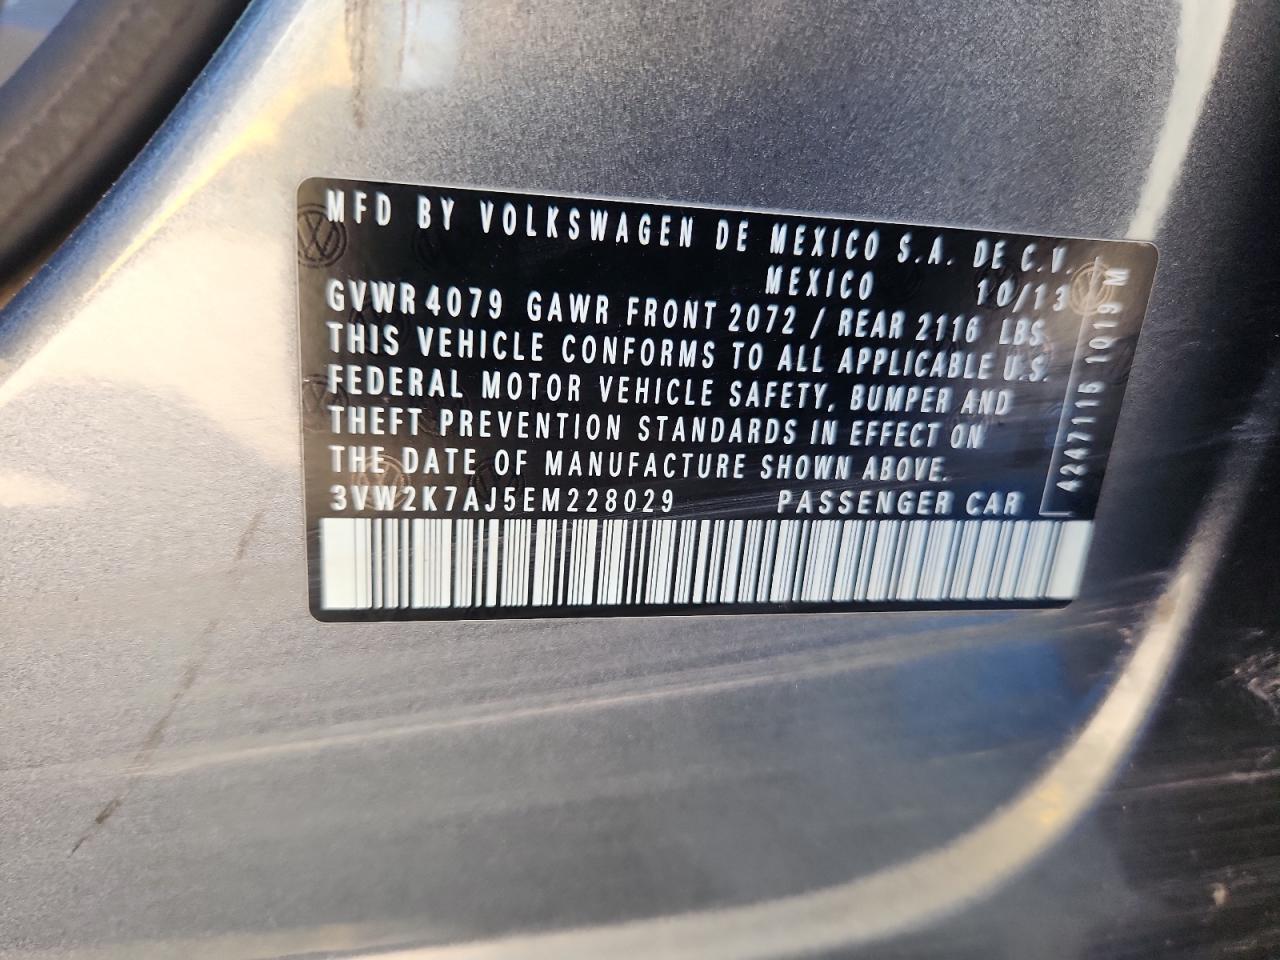 MFD BY VOLKSWAGEN DE MEXICO S.A. DE C.V.
MEXICO 10/13
GVWR 4079 GAWR FRONT 2072 / REAR 2116 LBS
THIS VEHICLE CONFORMS TO ALL APPLICABLE U.S.
FEDERAL MOTOR VEHICLE SAFETY, BUMPER AND
THEFT PREVENTION STANDARDS IN EFFECT ON
THE DATE OF MANUFACTURE SHOWN ABOVE.
3VW2K7AJ5EM228029 PASSENGER CAR
4247115 1019 M